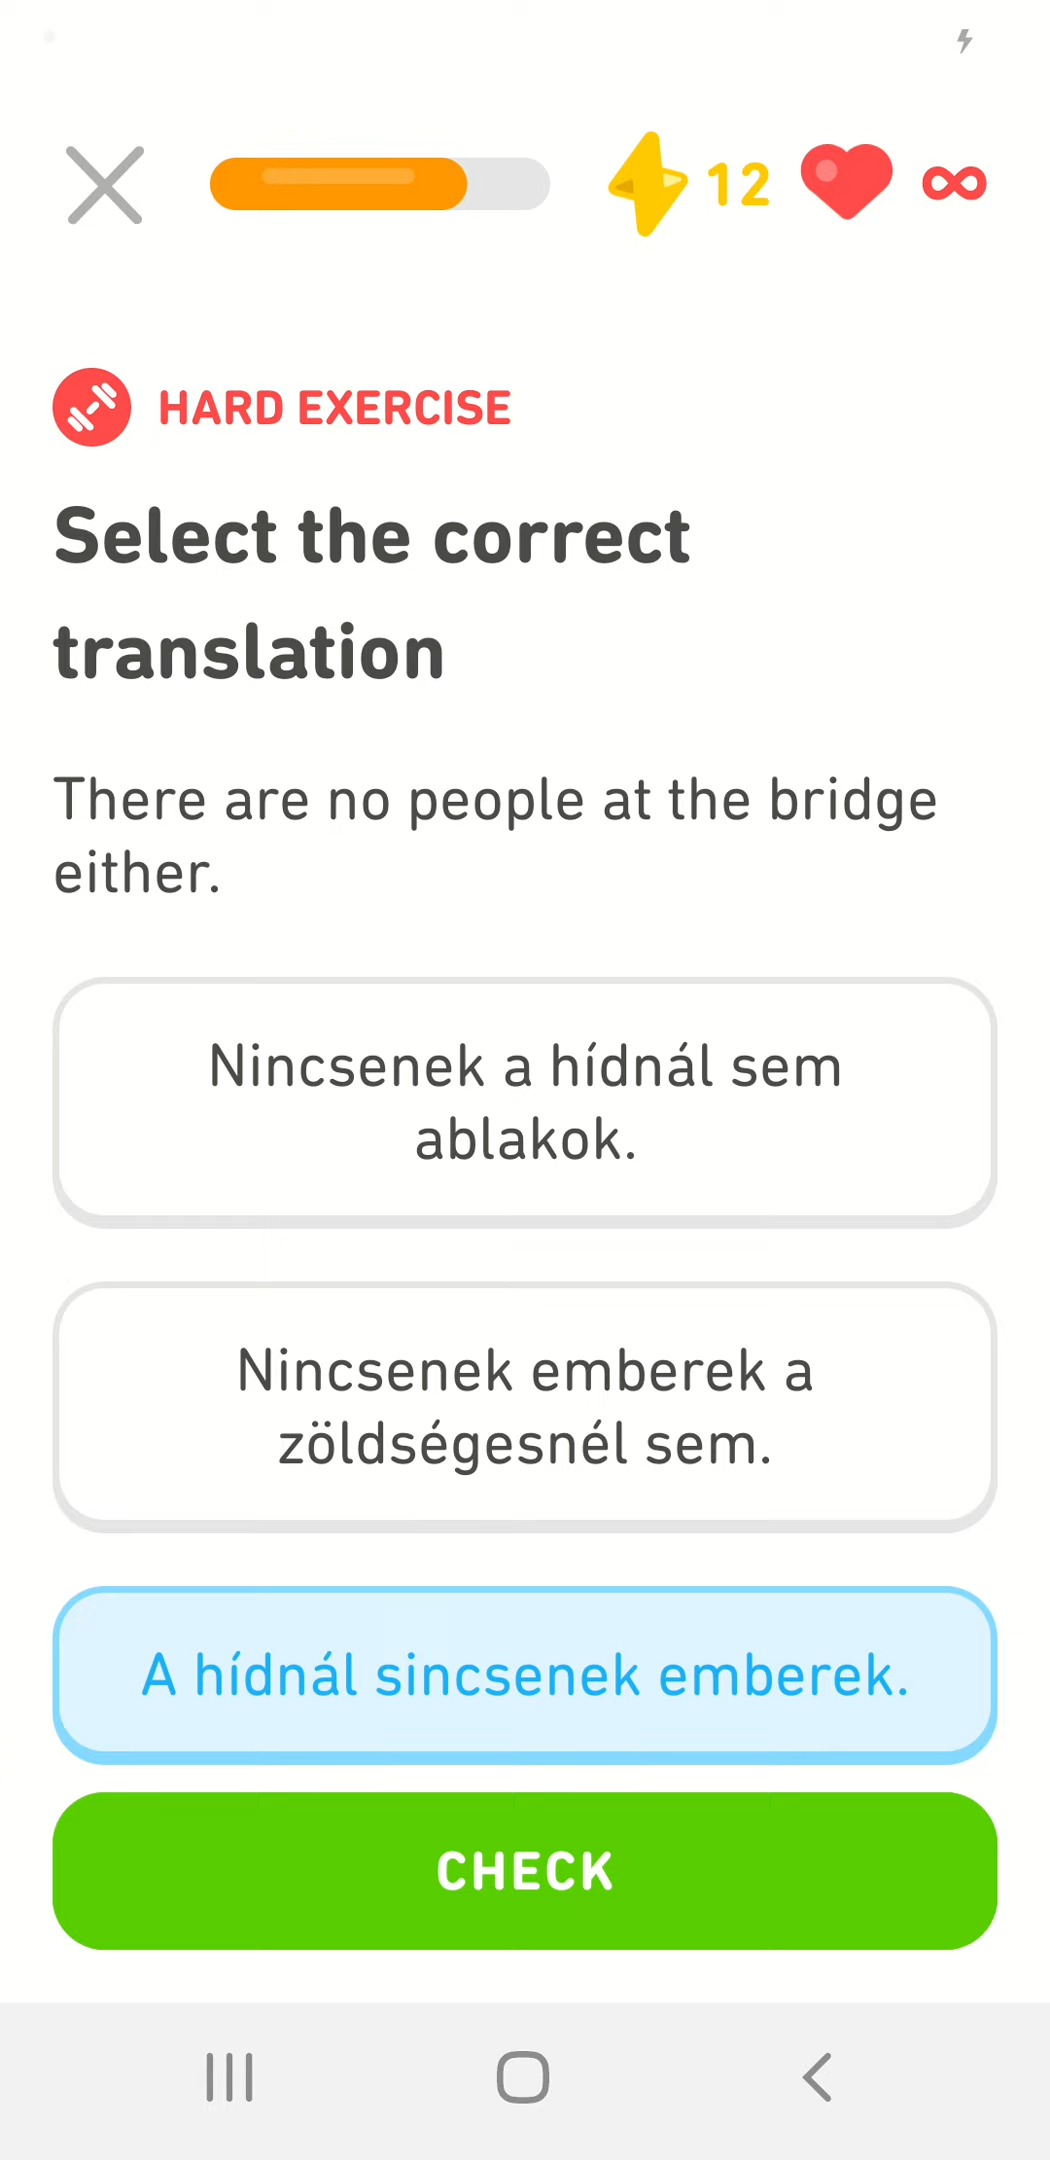 12
HARD EXERCISE
Select the correct
translation
There are no people at the bridge
either.
Nincsenek a hídnál sem
ablakok.
Nincsenek emberek a
zöldségesnél sem.
A hídnál sincsenek emberek.
CHECK